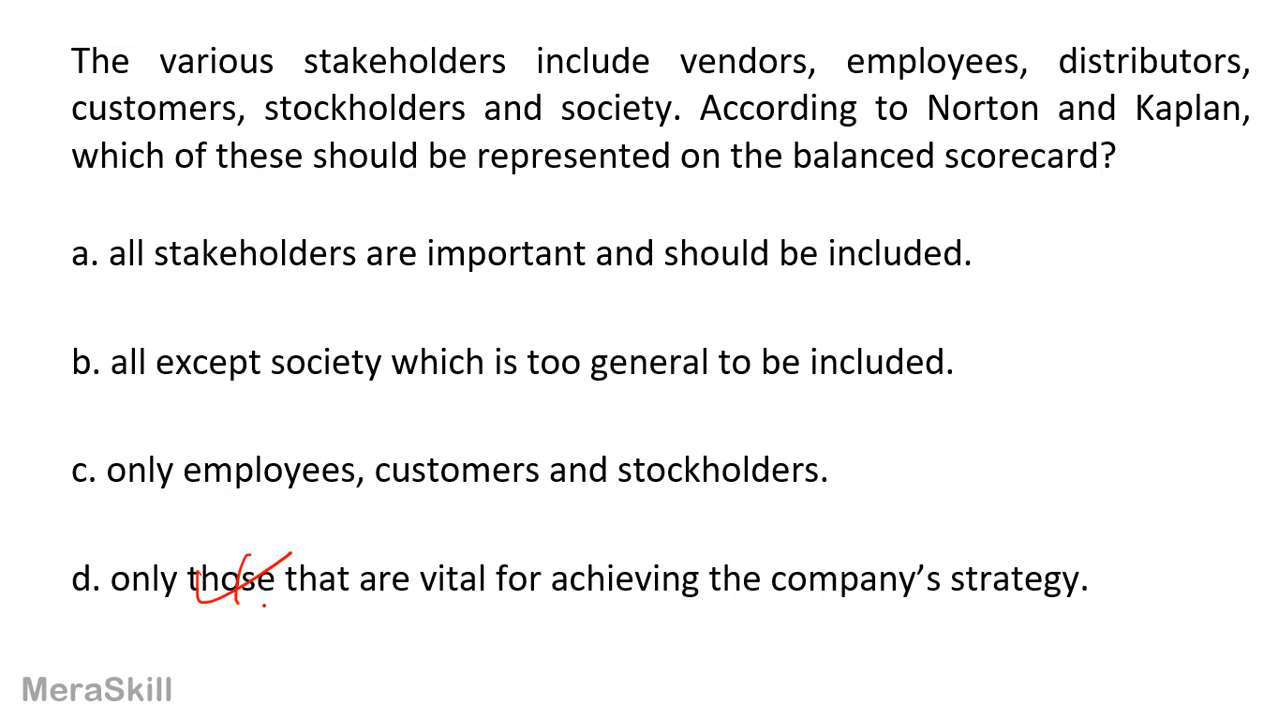 The various stakeholders include vendors, employees, distributors,
customers, stockholders and society. According to Norton and Kaplan,
which of these should be represented on the balanced scorecard?
a. all stakeholders are important and should be included.
b. all except society which is too general to be included.
c. only employees, customers and stockholders.
d. only those that are vital for achieving the company’s strategy.
MeraSkill